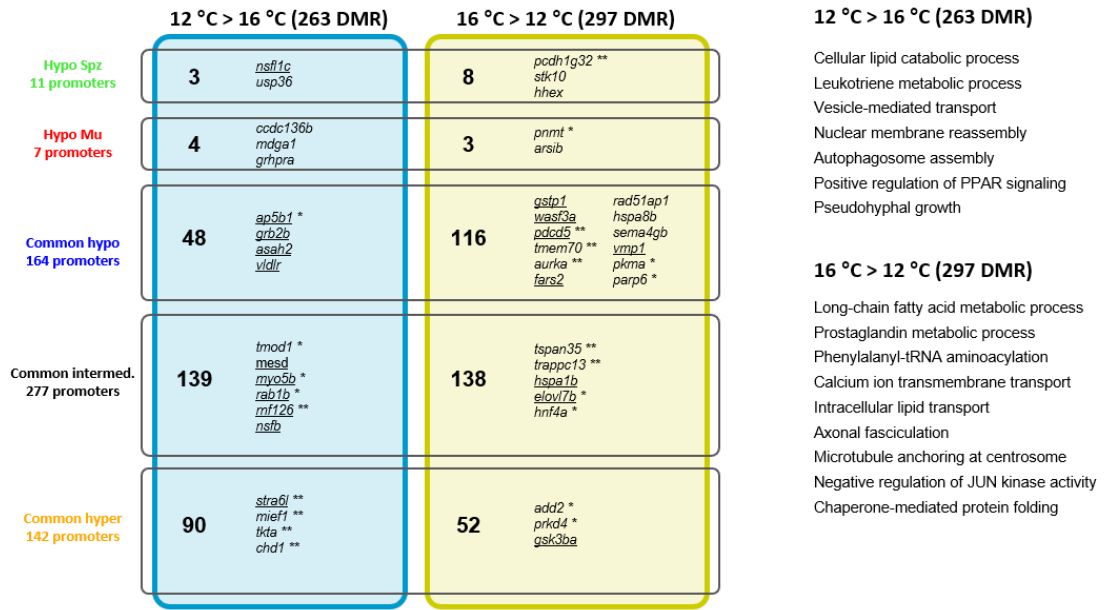 12 °C > 16 °C (263 DMR)
16 °C > 12 °C (297 DMR)
Hypo Spz
11 promoters
3
nsfl1c
usp36
8
pcdh1g32 **
stk10
hhex
Hypo Mu
7 promoters
4
ccdc136b
mdga1
grhpra
3
pnmt *
arsib
Common hypo
164 promoters
48
ap5b1 *
grb2b
asah2
vldlr
116
gstp1
wasf3a
pdcd5 **
tmem70 **
aurka **
fars2
rad51ap1
hspa8b
sema4gb
vmp1
pkma *
parp6 *
Common intermed.
277 promoters
139
tmod1 *
mesd
myo5b *
rab1b *
rnf126 **
nsfb
138
tspan35 **
trappc13 **
hspa1b
elovl7b *
hnf4a *
Common hyper
142 promoters
90
stra6l **
mief1 **
tkta **
chd1 **
52
add2 *
prkd4 *
gsk3ba
12 °C > 16 °C (263 DMR)
Cellular lipid catabolic process
Leukotriene metabolic process
Vesicle-mediated transport
Nuclear membrane reassembly
Autophagosome assembly
Positive regulation of PPAR signaling
Pseudohyphal growth
16 °C > 12 °C (297 DMR)
Long-chain fatty acid metabolic process
Prostaglandin metabolic process
Phenylalanyl-tRNA aminoacylation
Calcium ion transmembrane transport
Intracellular lipid transport
Axonal fasciculation
Microtubule anchoring at centrosome
Negative regulation of JUN kinase activity
Chaperone-mediated protein folding